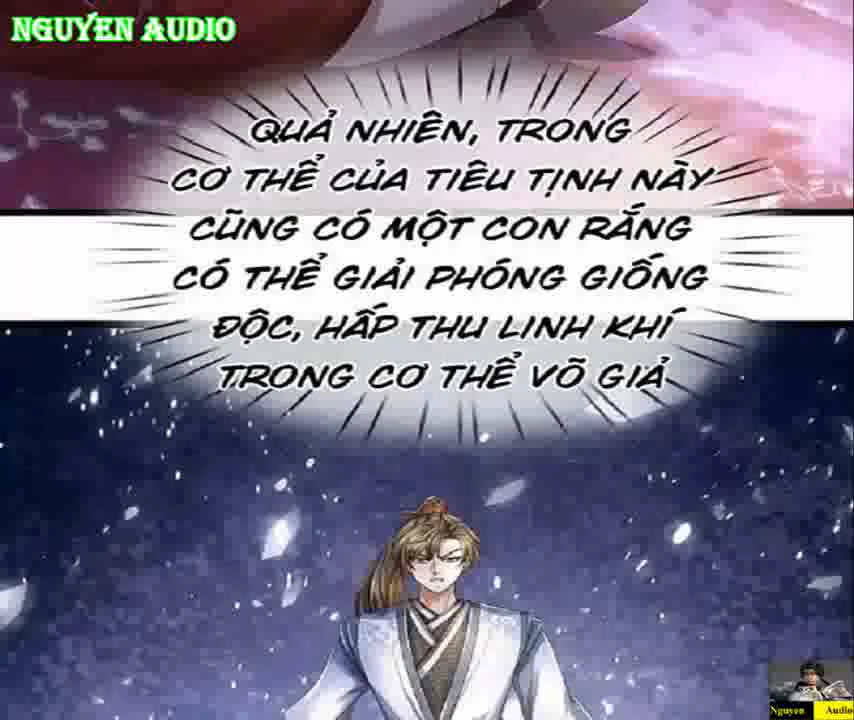 NGUYEN AUDIO
QUẢ NHIÊN, TRONG
CƠ THỂ CỦA TIÊU TỊNH NÀY
CŨNG CÓ MỘT CON RẮNG
CÓ THỂ GIẢI PHÓNG GIỐNG
ĐỘC, HẤP THU LINH KHÍ
TRONG CƠ THỂ VÕ GIẢ
Nguyen Audio